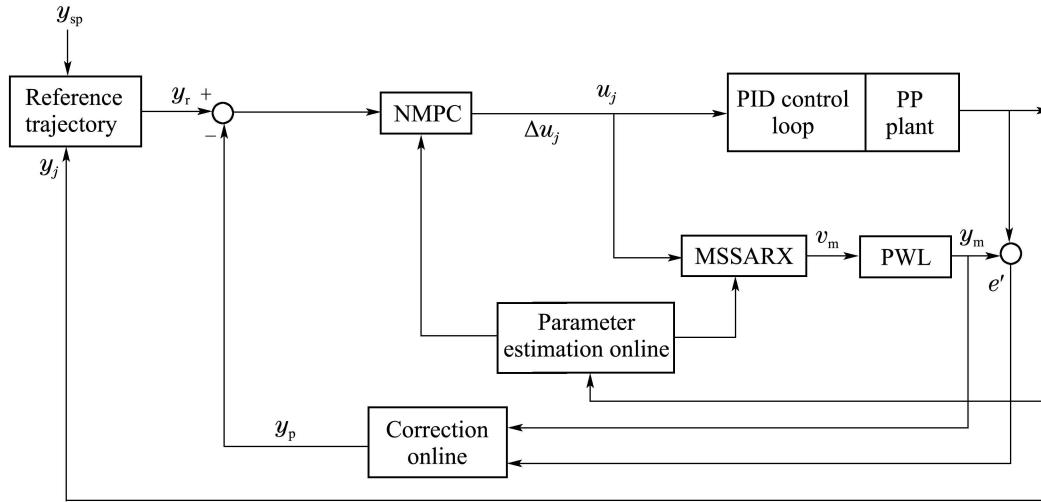 y_sp
Reference
trajectory
y_r
+
−
y_j
NMPC
u_j
Δu_j
PID control
loop
PP
plant
MSSARX
v_m
PWL
y_m
e′
Parameter
estimation online
y_p
Correction
online